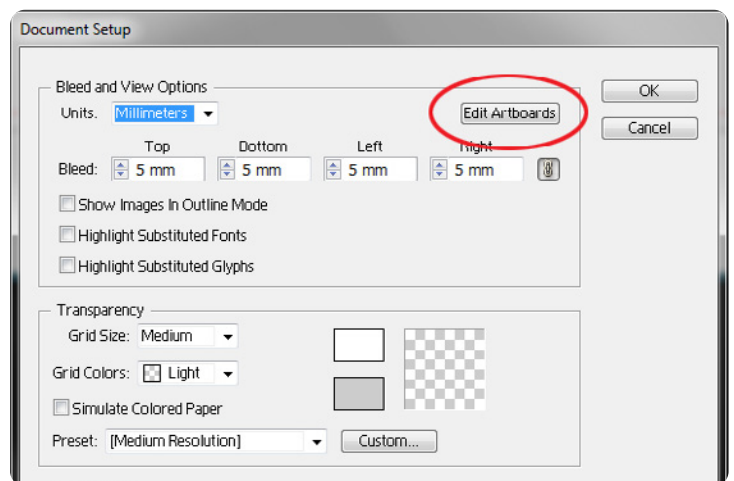 Document Setup
Bleed and View Options
Units. Millimeters Edit Artboards OK
Cancel
Top Dottom Left Right
Bleed: 5 mm 5 mm 5 mm 5 mm
Show Images In Outline Mode
Highlight Substituted Fonts
Highlight Substituted Glyphs
Transparency
Grid Size: Medium
Grid Colors: Light
Simulate Colored Paper
Preset: [Medium Resolution] Custom...